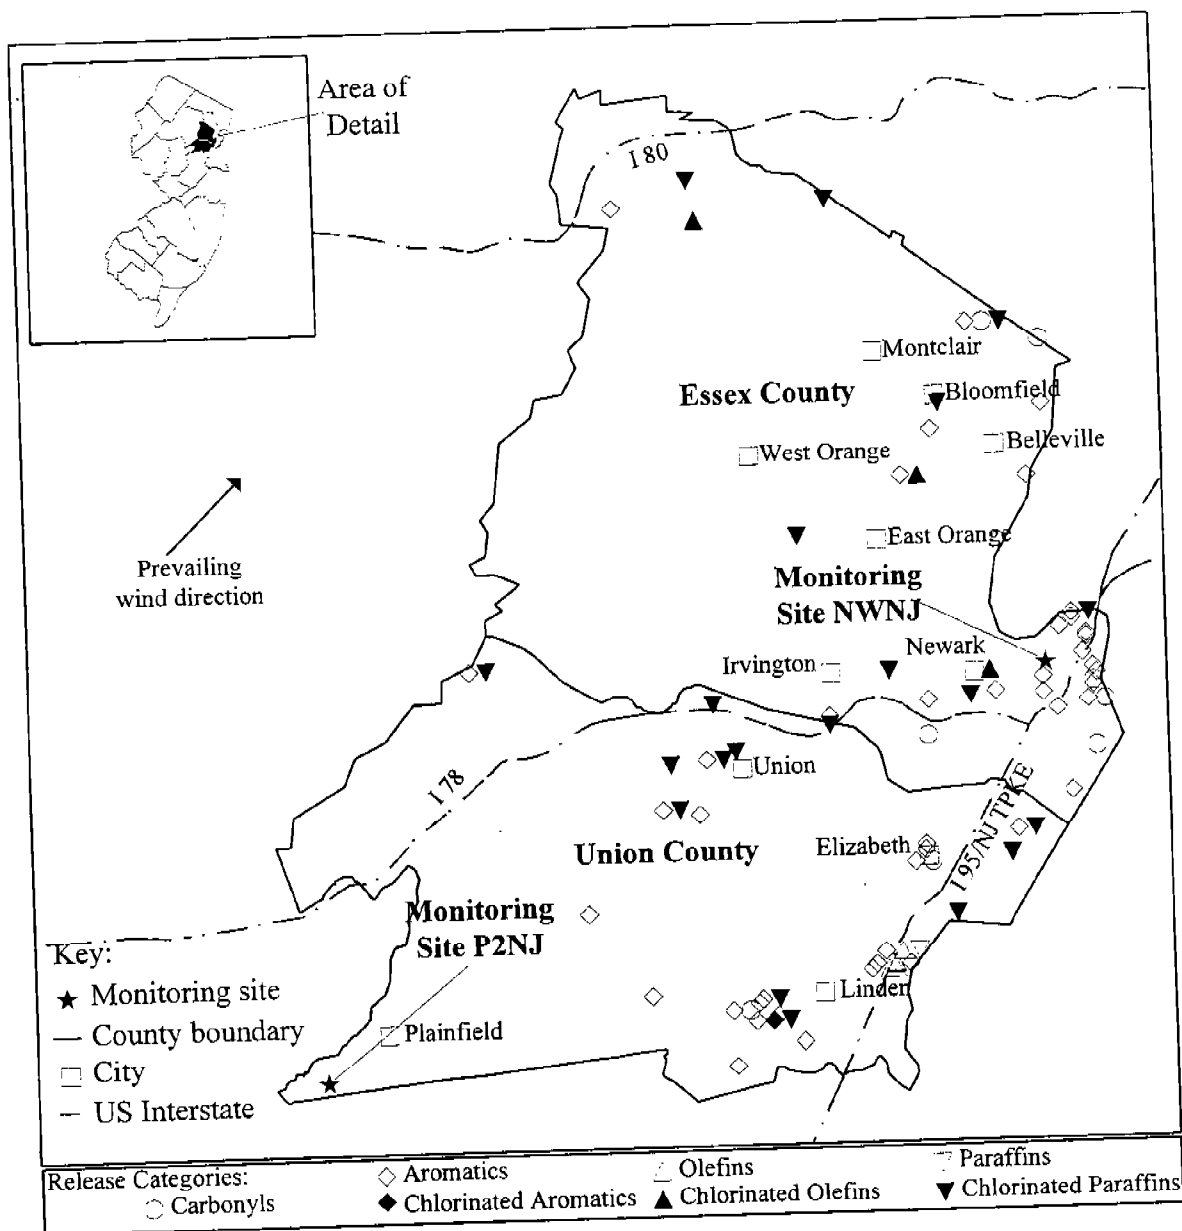 Area of
Detail
I 80
Montclair
Essex County
Bloomfield
Belleville
West Orange
East Orange
Prevailing
wind direction
Monitoring
Site NWNJ
Newark
Irvington
I 78
Union
I 95/NJ TPKE
Elizabeth
Union County
Monitoring
Site P2NJ
Linden
Plainfield
Key:
Monitoring site
County boundary
City
US Interstate
Release Categories:
Aromatics
Olefins
Paraffins
Carbonyls
Chlorinated Aromatics
Chlorinated Olefins
Chlorinated Paraffins